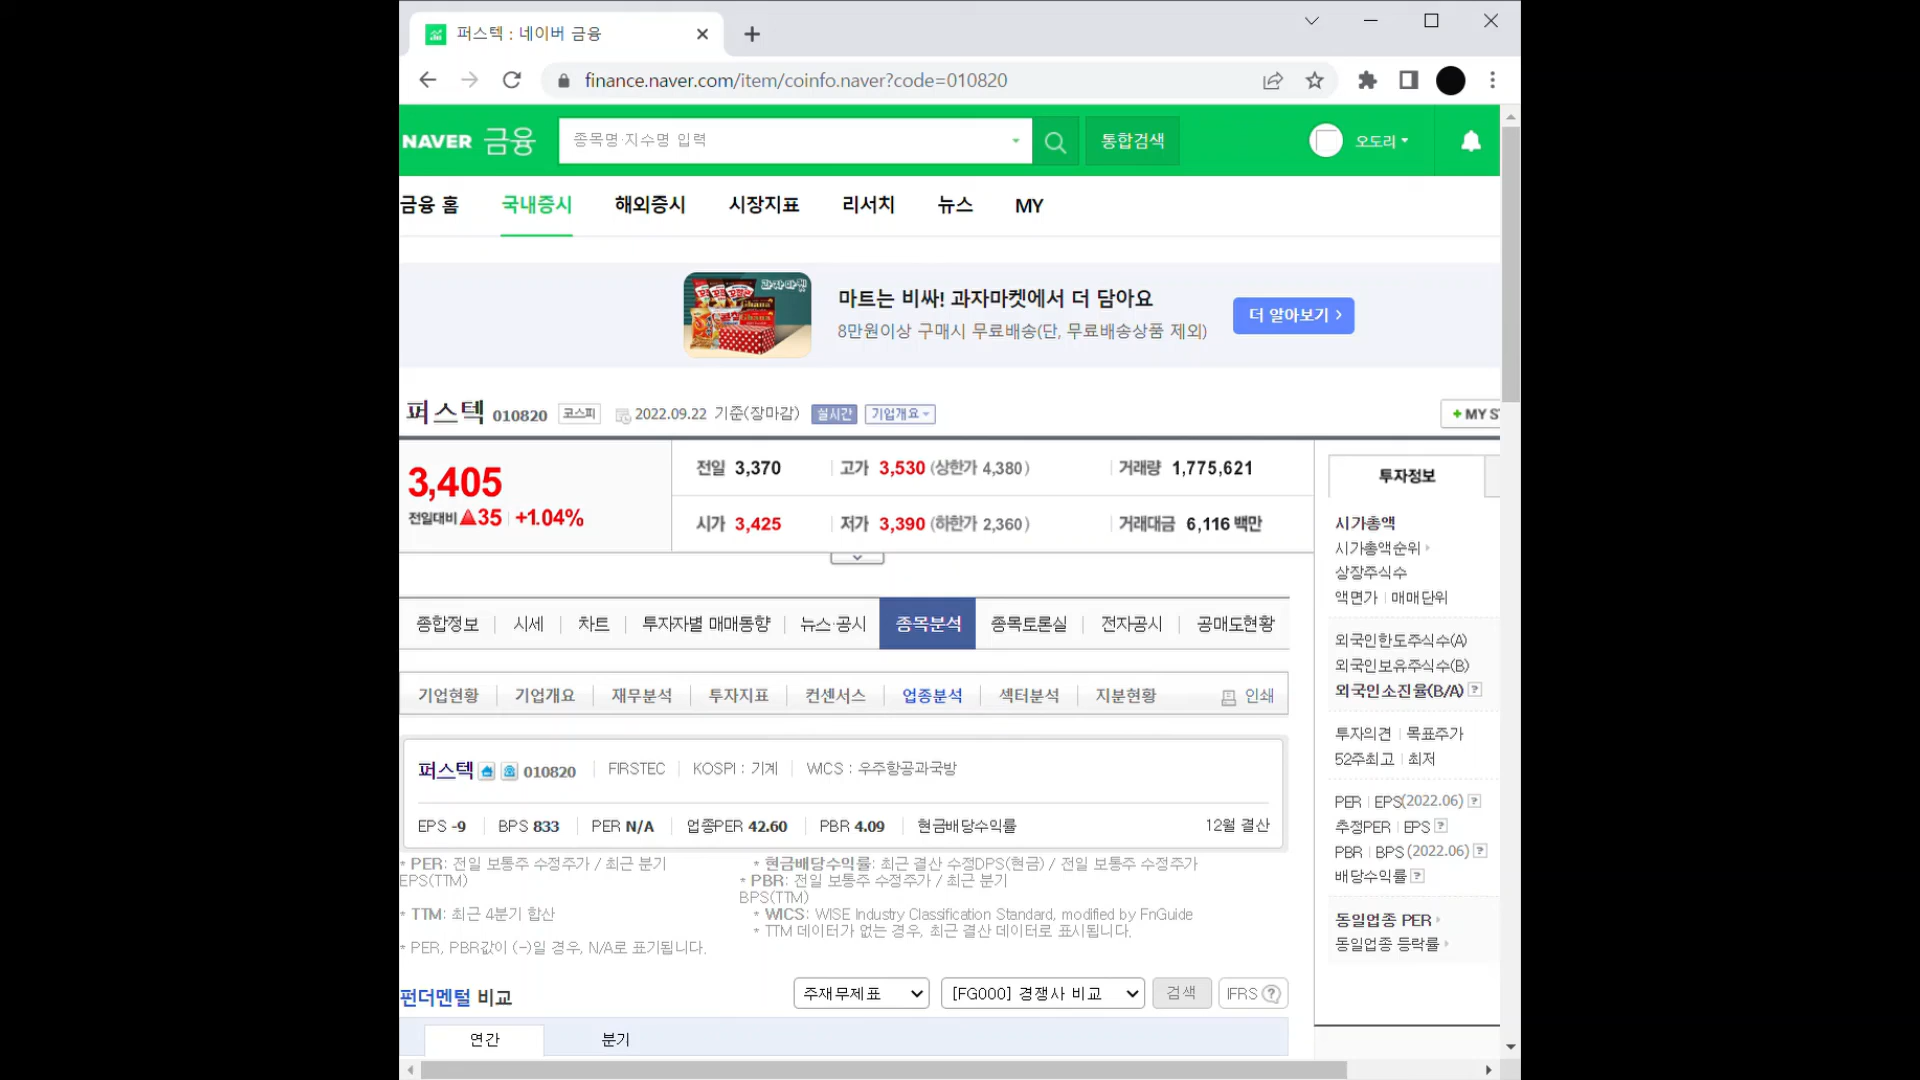 퍼스텍 : 네이버 금융
finance.naver.com/item/coinfo.naver?code=010820
NAVER 금융 종목명·지수명 입력 통합검색 오도리
금융 홈 국내증시 해외증시 시장지표 리서치 뉴스 MY
마트는 비싸! 과자마켓에서 더 담아요
8만원이상 구매시 무료배송(단, 무료배송상품 제외)
더 알아보기 >
퍼스텍 010820 코스피 2022.09.22 기준(장마감) 실시간 기업개요
+ MY S
3,405
전일대비 ▲35 +1.04%
전일 3,370 고가 3,530 (상한가 4,380) 거래량 1,775,621
시가 3,425 저가 3,390 (하한가 2,360) 거래대금 6,116 백만
종합정보 시세 차트 투자자별 매매동향 뉴스·공시 종목분석 종목토론실 전자공시 공매도현황
기업현황 기업개요 재무분석 투자지표 컨센서스 업종분석 섹터분석 지분현황 인쇄
퍼스텍 010820 FIRSTEC KOSPI : 기계 WICS : 우주항공과국방
EPS -9 BPS 833 PER N/A 업종PER 42.60 PBR 4.09 현금배당수익률 12월 결산
* PER: 전일 보통주 수정주가 / 최근 분기
EPS(TTM)
* 현금배당수익률: 최근 결산 수정DPS(현금) / 전일 보통주 수정주가
* PBR: 전일 보통주 수정주가 / 최근 분기
BPS(TTM)
* TTM: 최근 4분기 합산
* WICS: WISE Industry Classification Standard, modified by FnGuide
* TTM 데이터가 없는 경우, 최근 결산 데이터로 표시됩니다.
* PER, PBR값이 (-)일 경우, N/A로 표기됩니다.
펀더멘털 비교 주재무제표 [FG000] 경쟁사 비교 검색 IFRS ?
연간 분기
투자정보
시가총액
시가총액순위
상장주식수
액면가 매매단위
외국인한도주식수(A)
외국인보유주식수(B)
외국인소진율(B/A) ?
투자의견 목표주가
52주최고 최저
PER EPS(2022.06) ?
추정PER EPS ?
PBR BPS (2022.06) ?
배당수익률 ?
동일업종 PER
동일업종 등락률